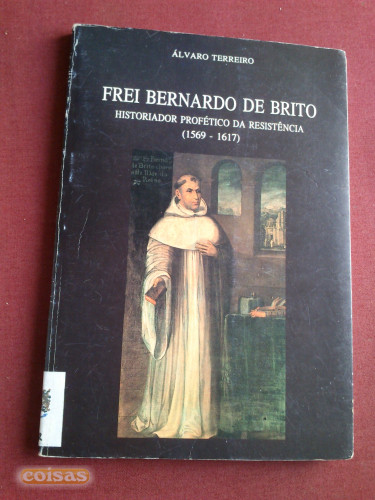 ÁLVARO TERREIRO
FREI BERNARDO DE BRITO
HISTORIADOR PROFÉTICO DA RESISTÊNCIA
(1569 - 1617)
coisas